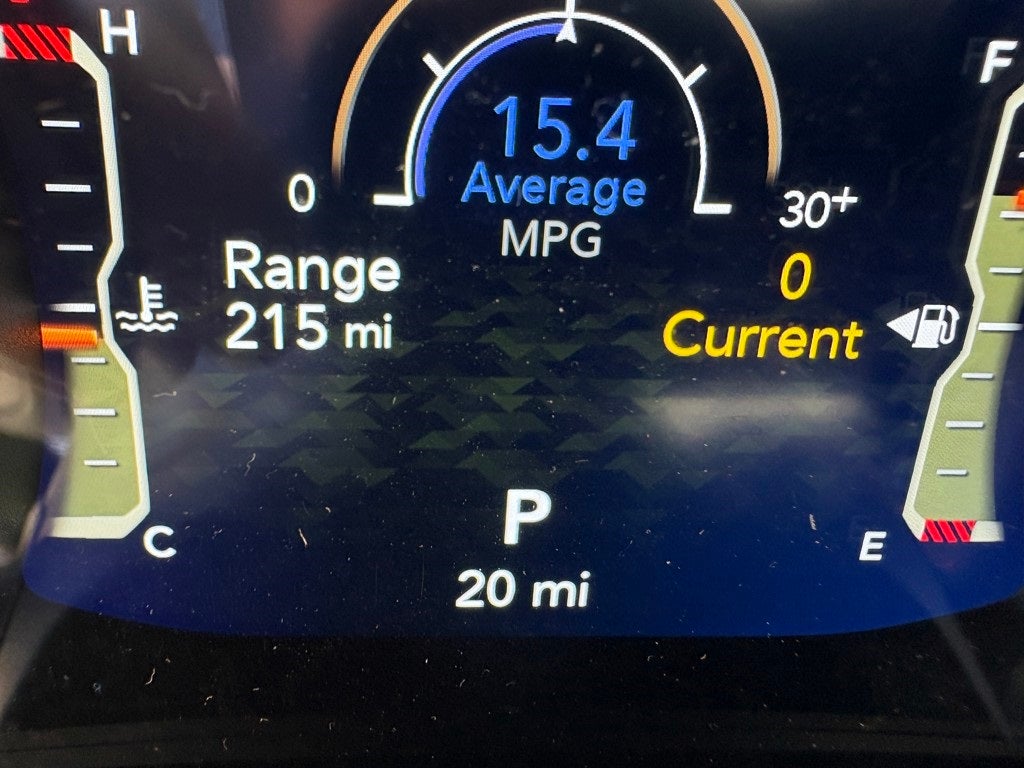 H
F
15.4
Average
MPG
0
30+
Range
215 mi
0
Current
C
E
P
20 mi